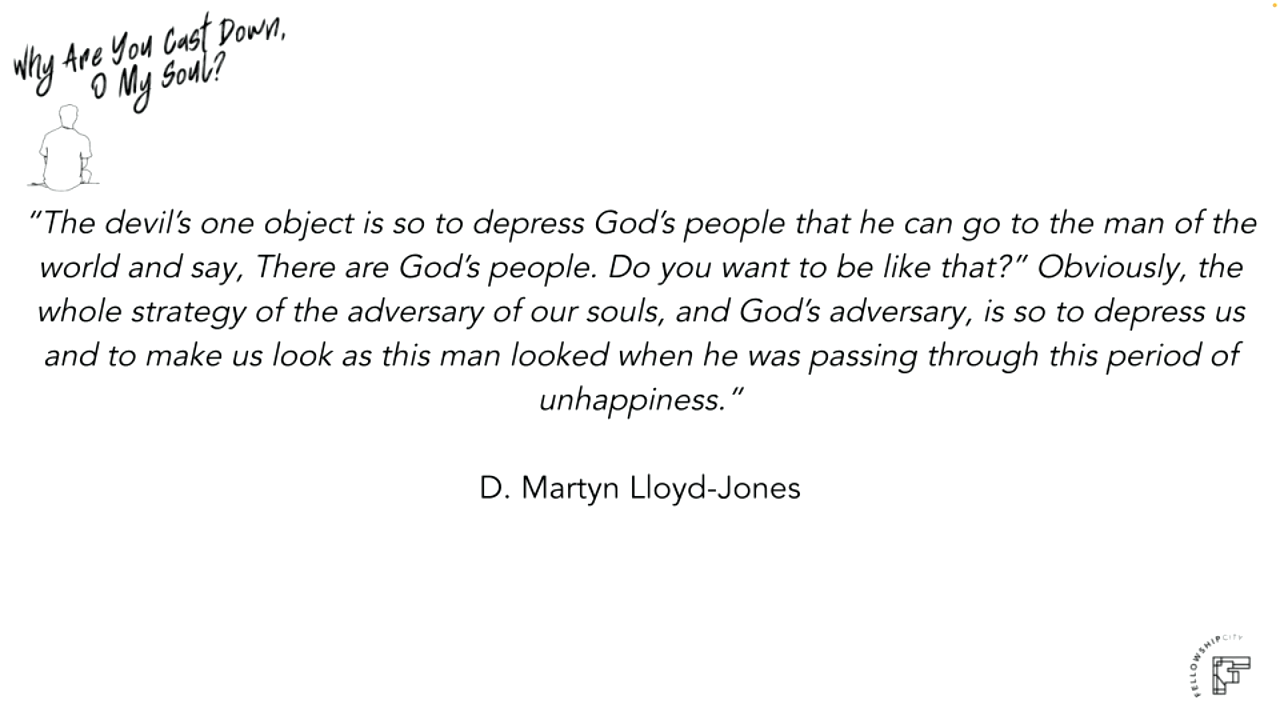 Why Are You Cast Down,
O My Soul?
“The devil’s one object is so to depress God’s people that he can go to the man of the
world and say, There are God’s people. Do you want to be like that?” Obviously, the
whole strategy of the adversary of our souls, and God’s adversary, is so to depress us
and to make us look as this man looked when he was passing through this period of
unhappiness.”
D. Martyn Lloyd-Jones
FELLOWSHIPCITY